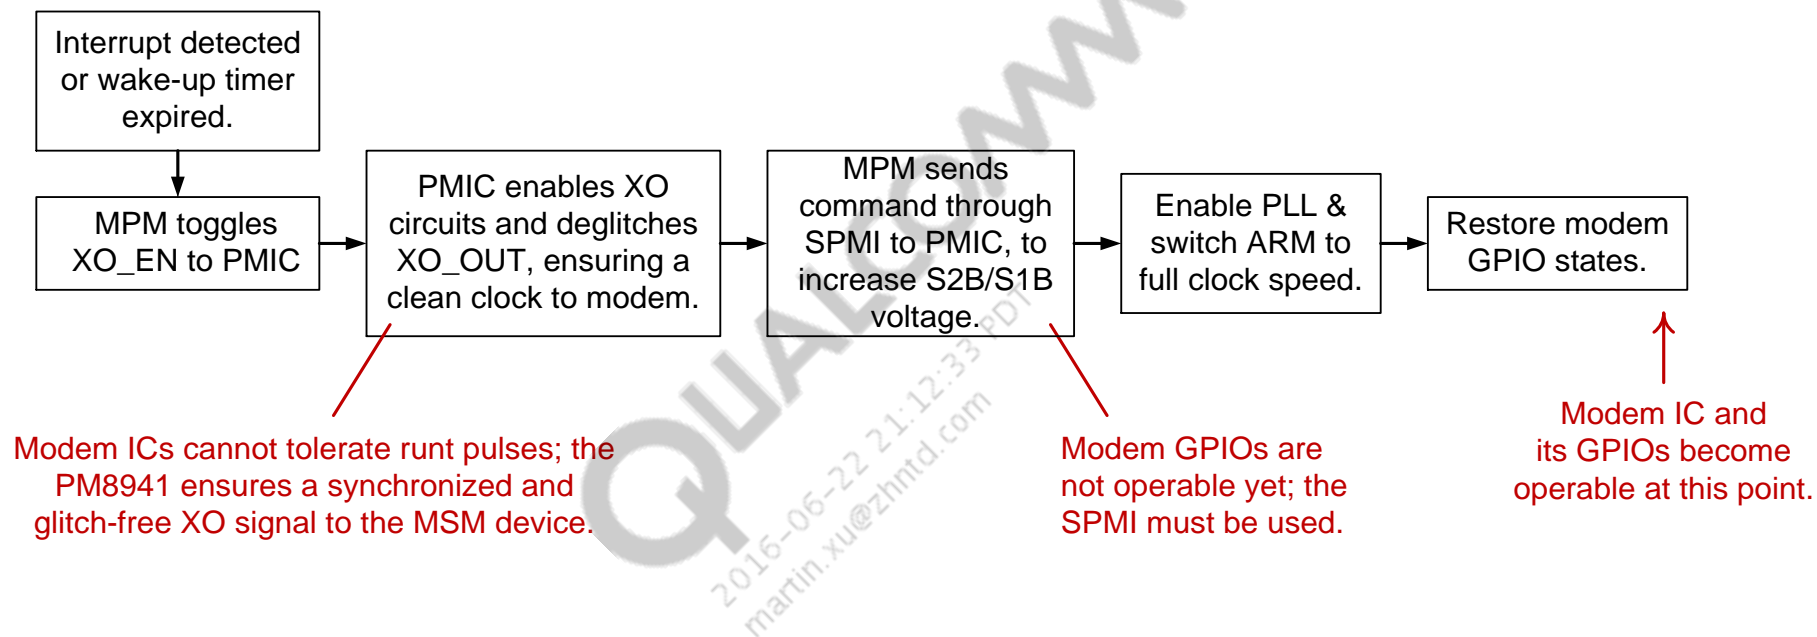 Interrupt detected
or wake-up timer
expired.
MPM toggles
XO_EN to PMIC
PMIC enables XO
circuits and deglitches
XO_OUT, ensuring a
clean clock to modem.
MPM sends
command through
SPMI to PMIC, to
increase S2B/S1B
voltage.
Enable PLL &
switch ARM to
full clock speed.
Restore modem
GPIO states.
Modem ICs cannot tolerate runt pulses; the
PM8941 ensures a synchronized and
glitch-free XO signal to the MSM device.
Modem GPIOs are
not operable yet; the
SPMI must be used.
Modem IC and
its GPIOs become
operable at this point.
QUALCOM
2016-06-22 21:12:33 PDT
martin.xu@zhntd.com